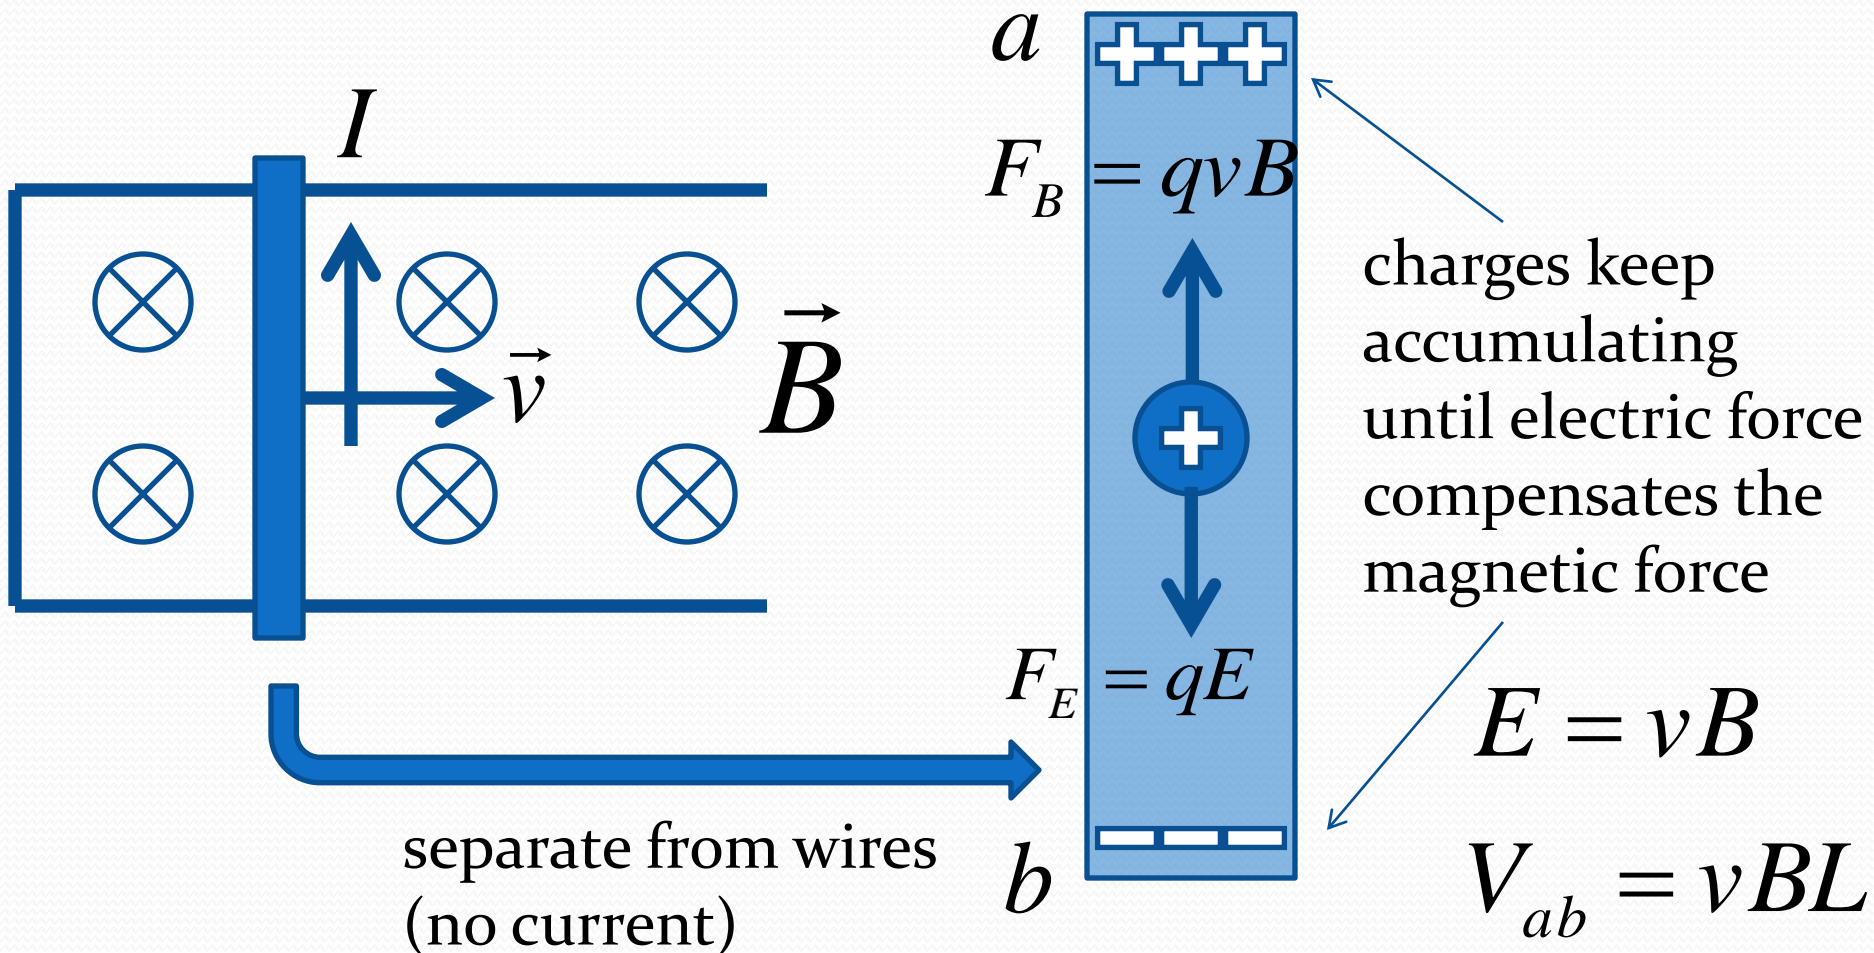 I
v⃗
B⃗
separate from wires
(no current)
a
F_B = qvB
F_E = qE
b
charges keep
accumulating
until electric force
compensates the
magnetic force
E = vB
V_ab = vBL